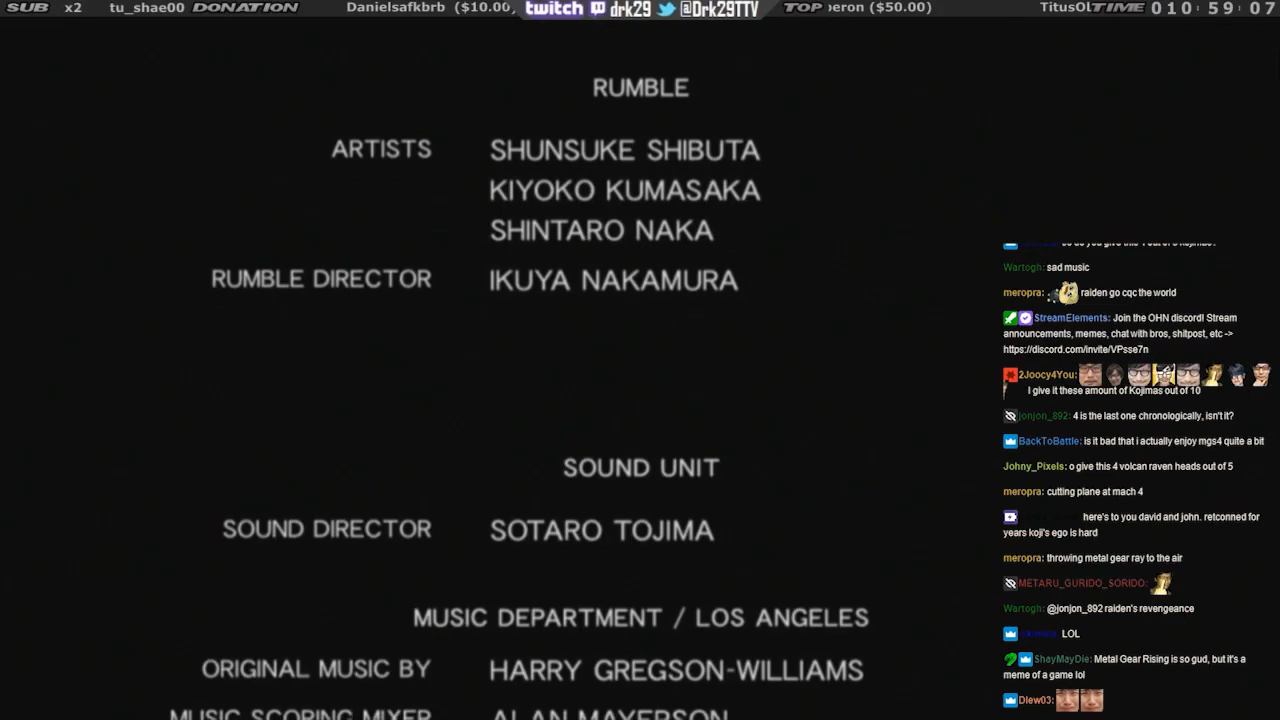 SUB x2 tu_shae00 DONATION Danielsafkbrb ($10.00, twitch drk29 @Drk29TTV TOP peron ($50.00) TitusOl TIME 010:59:07
RUMBLE
ARTISTS SHUNSUKE SHIBUTA
KIYOKO KUMASAKA
SHINTARO NAKA
RUMBLE DIRECTOR IKUYA NAKAMURA
SOUND UNIT
SOUND DIRECTOR SOTARO TOJIMA
MUSIC DEPARTMENT / LOS ANGELES
ORIGINAL MUSIC BY HARRY GREGSON-WILLIAMS
MUSIC SCORING MIXER ALAN MAYERSON
Wartogh: sad music
meropra: raiden go cqc the world
StreamElements: Join the OHN discord! Stream
announcements, memes, chat with bros, shitpost, etc ->
https://discord.com/invite/VPsse7n
2Joocy4You:
I give it these amount of Kojimas out of 10
jonjon_892: 4 is the last one chronologically, isn't it?
BackToBattle: is it bad that i actually enjoy mgs4 quite a bit
Johny_Pixels: o give this 4 volcan raven heads out of 5
meropra: cutting plane at mach 4
here's to you david and john. retconned for
years koji's ego is hard
meropra: throwing metal gear ray to the air
METARU_GURIDO_SORIDO:
Wartogh: @jonjon_892 raiden's revengeance
LOL
ShayMayDie: Metal Gear Rising is so gud, but it's a
meme of a game lol
Dlew03: